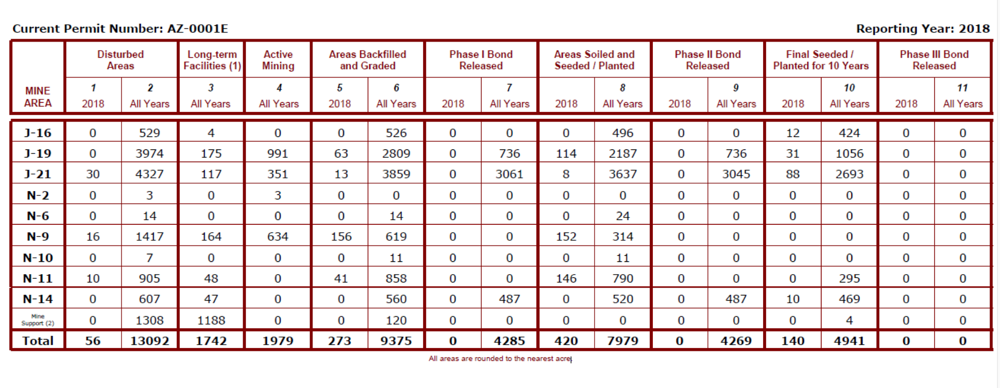 Current Permit Number: AZ-0001E Reporting Year: 2018
Disturbed Areas Long-term Facilities (1) Active Mining Areas Backfilled and Graded Phase I Bond Released Areas Soiled and Seeded / Planted Phase II Bond Released Final Seeded / Planted for 10 Years Phase III Bond Released
MINE AREA
1 2 3 4 5 6 7 8 9 10 11
2018 All Years All Years All Years 2018 All Years 2018 All Years 2018 All Years 2018 All Years 2018 All Years 2018 All Years
J-16 0 529 4 0 0 526 0 0 0 496 0 0 12 424 0 0
J-19 0 3974 175 991 63 2809 0 736 114 2187 0 736 31 1056 0 0
J-21 30 4327 117 351 13 3859 0 3061 8 3637 0 3045 88 2693 0 0
N-2 0 3 0 3 0 0 0 0 0 0 0 0 0 0 0 0
N-6 0 14 0 0 0 14 0 0 0 24 0 0 0 0 0 0
N-9 16 1417 164 634 156 619 0 0 152 314 0 0 0 0 0 0
N-10 0 7 0 0 0 11 0 0 0 11 0 0 0 0 0 0
N-11 10 905 48 0 41 858 0 0 146 790 0 0 0 295 0 0
N-14 0 607 47 0 0 560 0 487 0 520 0 487 10 469 0 0
Mine Support (2) 0 1308 1188 0 0 120 0 0 0 0 0 0 0 4 0 0
Total 56 13092 1742 1979 273 9375 0 4285 420 7979 0 4269 140 4941 0 0
All areas are rounded to the nearest acre.